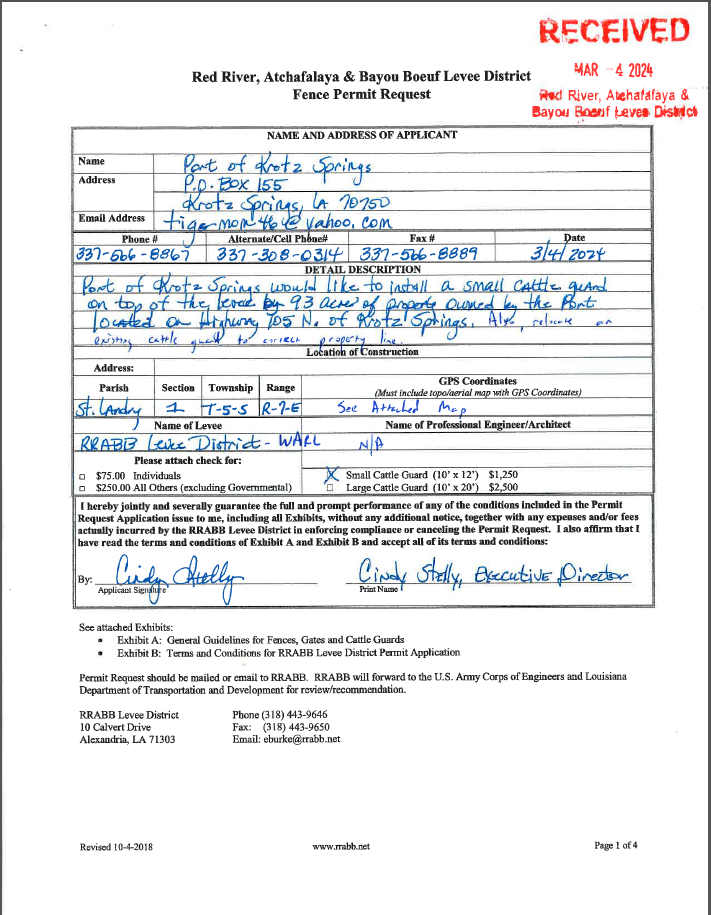 RECEIVED
MAR -4 2024
Red River, Atchafalaya &
Bayou Boeuf Levee District
Red River, Atchafalaya & Bayou Boeuf Levee District
Fence Permit Request
NAME AND ADDRESS OF APPLICANT
Name Port of Krotz Springs
Address P.O. BOX 155
Krotz Springs, LA 70750
Email Address tigermom46@yahoo.com
Phone # Alternate/Cell Phone# Fax # Date
337-566-8867 337-308-0314 337-566-8889 3/4/2024
DETAIL DESCRIPTION
Port of Krotz Springs would like to install a small cattle guard
on top of the levee by 93 acres of property owned by the Port
located on Highway 105 N. of Krotz Springs. Also, relocate an
existing cattle guard to correct property line.
Location of Construction
Address:
Parish Section Township Range GPS Coordinates
(Must include topo/aerial map with GPS Coordinates)
St. Landry 1 T-5-S R-7-E See Attached Map
Name of Levee Name of Professional Engineer/Architect
RRABB Levee District - WARL N/A
Please attach check for:
□ $75.00 Individuals X Small Cattle Guard (10' x 12') $1,250
□ $250.00 All Others (excluding Governmental) □ Large Cattle Guard (10' x 20') $2,500
I hereby jointly and severally guarantee the full and prompt performance of any of the conditions included in the Permit
Request Application issue to me, including all Exhibits, without any additional notice, together with any expenses and/or fees
actually incurred by the RRABB Levee District in enforcing compliance or canceling the Permit Request. I also affirm that I
have read the terms and conditions of Exhibit A and Exhibit B and accept all of its terms and conditions:
By: Cindy Stelly Cindy Stelly, Executive Director
Applicant Signature Print Name
See attached Exhibits:
• Exhibit A: General Guidelines for Fences, Gates and Cattle Guards
• Exhibit B: Terms and Conditions for RRABB Levee District Permit Application
Permit Request should be mailed or email to RRABB. RRABB will forward to the U.S. Army Corps of Engineers and Louisiana
Department of Transportation and Development for review/recommendation.
RRABB Levee District Phone (318) 443-9646
10 Calvert Drive Fax: (318) 443-9650
Alexandria, LA 71303 Email: eburke@rrabb.net
Revised 10-4-2018 www.rrabb.net Page 1 of 4